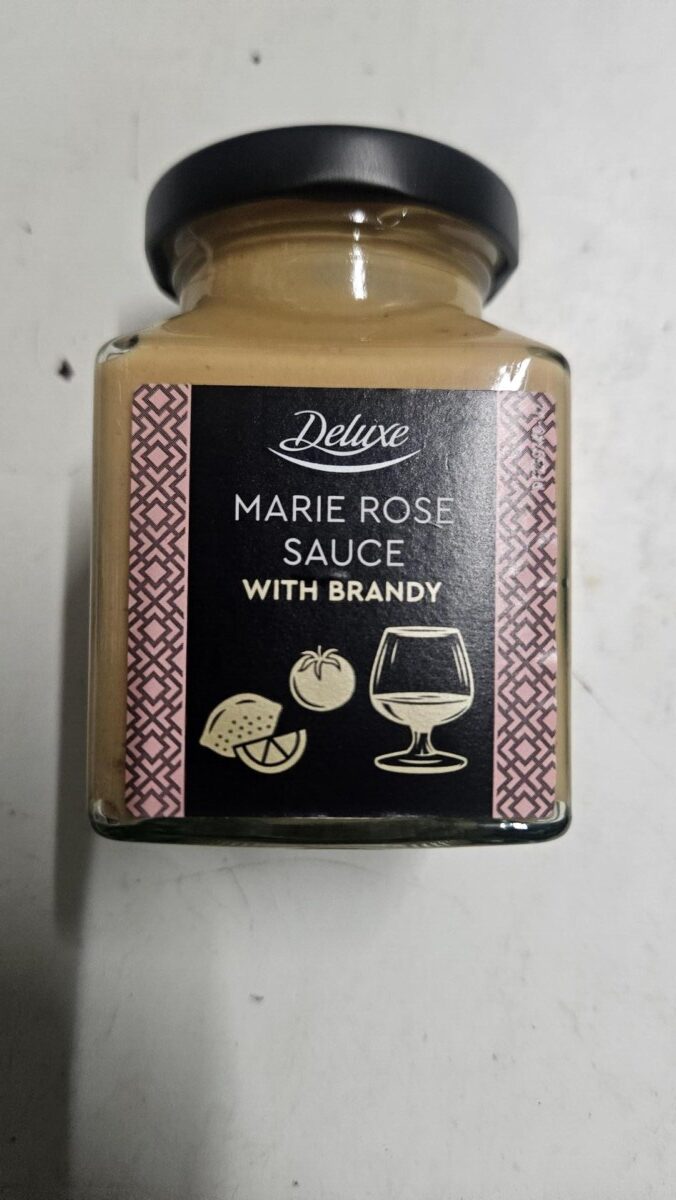 Deluxe
MARIE ROSE
SAUCE
WITH BRANDY